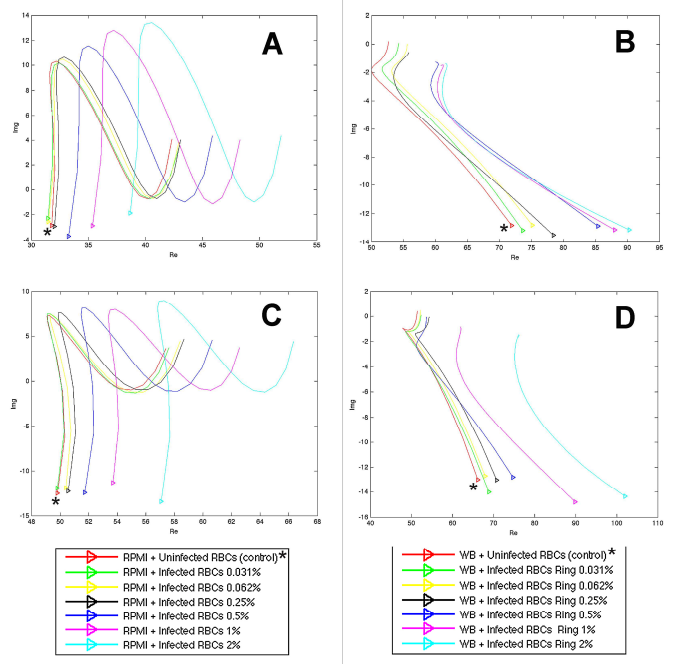 A
14
12
10
8
6
4
2
0
-2
-4
Img
*
30 35 40 45 50 55
Re
B
4
2
0
-2
-4
-6
-8
-10
-12
-14
Img
*
50 55 60 65 70 75 80 85 90 95
Re
C
10
5
0
-5
-10
-15
Img
*
48 50 52 54 56 58 60 62 64 66 68
Re
D
2
0
-2
-4
-6
-8
-10
-12
-14
-16
Img
*
40 50 60 70 80 90 100 110
Re
RPMI + Uninfected RBCs (control)*
RPMI + Infected RBCs 0.031%
RPMI + Infected RBCs 0.062%
RPMI + Infected RBCs 0.25%
RPMI + Infected RBCs 0.5%
RPMI + Infected RBCs 1%
RPMI + Infected RBCs 2%
WB + Uninfected RBCs (control)*
WB + Infected RBCs Ring 0.031%
WB + Infected RBCs Ring 0.062%
WB + Infected RBCs Ring 0.25%
WB + Infected RBCs Ring 0.5%
WB + Infected RBCs Ring 1%
WB + Infected RBCs Ring 2%